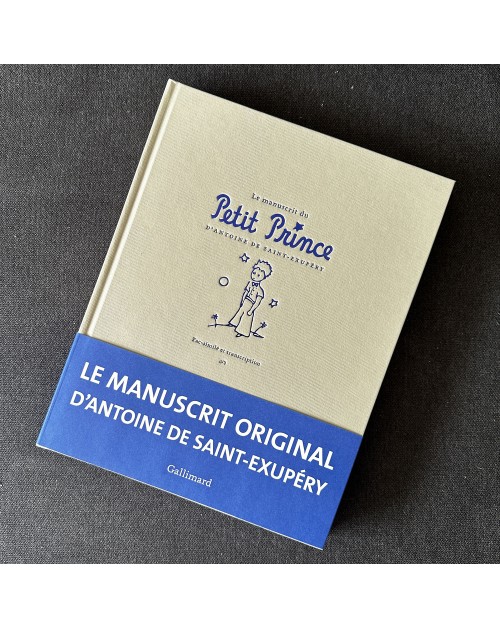 Le manuscrit du
Petit Prince
D'ANTOINE DE SAINT-EXUPÉRY
Fac-similé et transcription
LE MANUSCRIT ORIGINAL
D'ANTOINE DE SAINT-EXUPÉRY
Gallimard